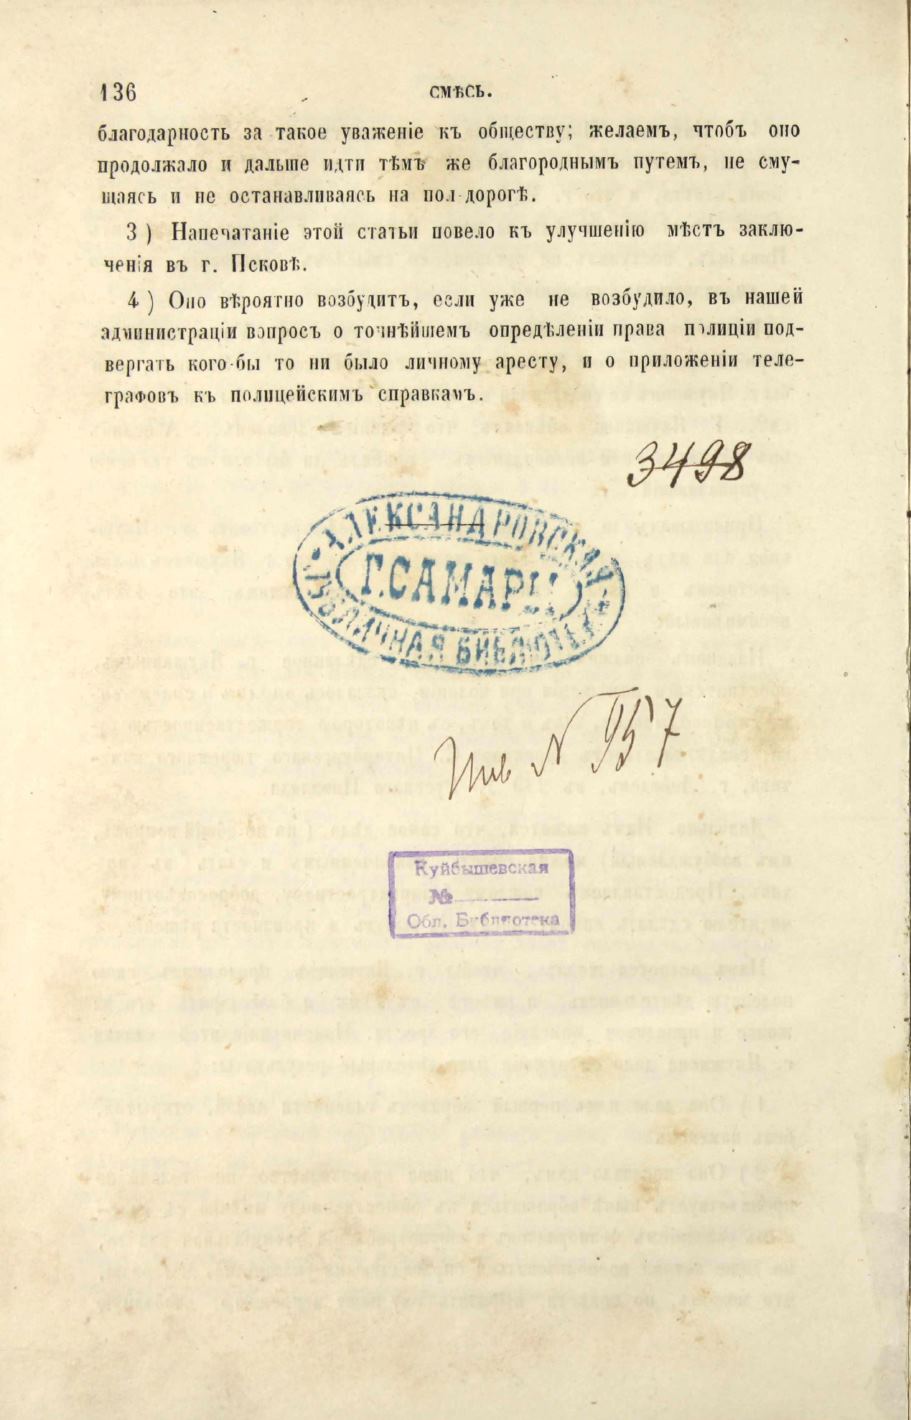 136
СМѢСЬ.
благодарность за такое уваженіе къ обществу; желаемъ, чтобъ оно
продолжало и дальше идти тѣмъ же благороднымъ путемъ, не сму-
щаясь и не останавливаясь на пол-дорогѣ.
3) Напечатаніе этой статьи повело къ улучшенію мѣстъ заклю-
ченія въ г. Псковѣ.
4) Оно вѣроятно возбудитъ, если уже не возбудило, въ нашей
администраціи вопросъ о точнѣйшемъ опредѣленіи права полиціи под-
вергать кого-бы то ни было личному аресту, и о приложеніи теле-
графовъ къ полицейскимъ справкамъ.
3498
АЛЕКСАНДРОВСКАЯ
Г. САМАРЫ
ПУБЛИЧНАЯ БИБЛIОТЕКА
Инв N 957
Куйбышевская
№
Обл. Библиотека